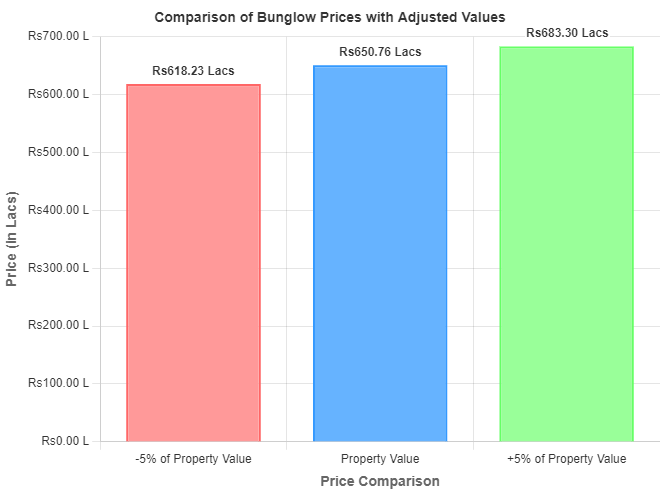 Comparison of Bunglow Prices with Adjusted Values
Rs700.00 L
Rs600.00 L
Rs500.00 L
Rs400.00 L
Rs300.00 L
Rs200.00 L
Rs100.00 L
Rs0.00 L
Price (In Lacs)
Rs618.23 Lacs
Rs650.76 Lacs
Rs683.30 Lacs
-5% of Property Value
Property Value
+5% of Property Value
Price Comparison